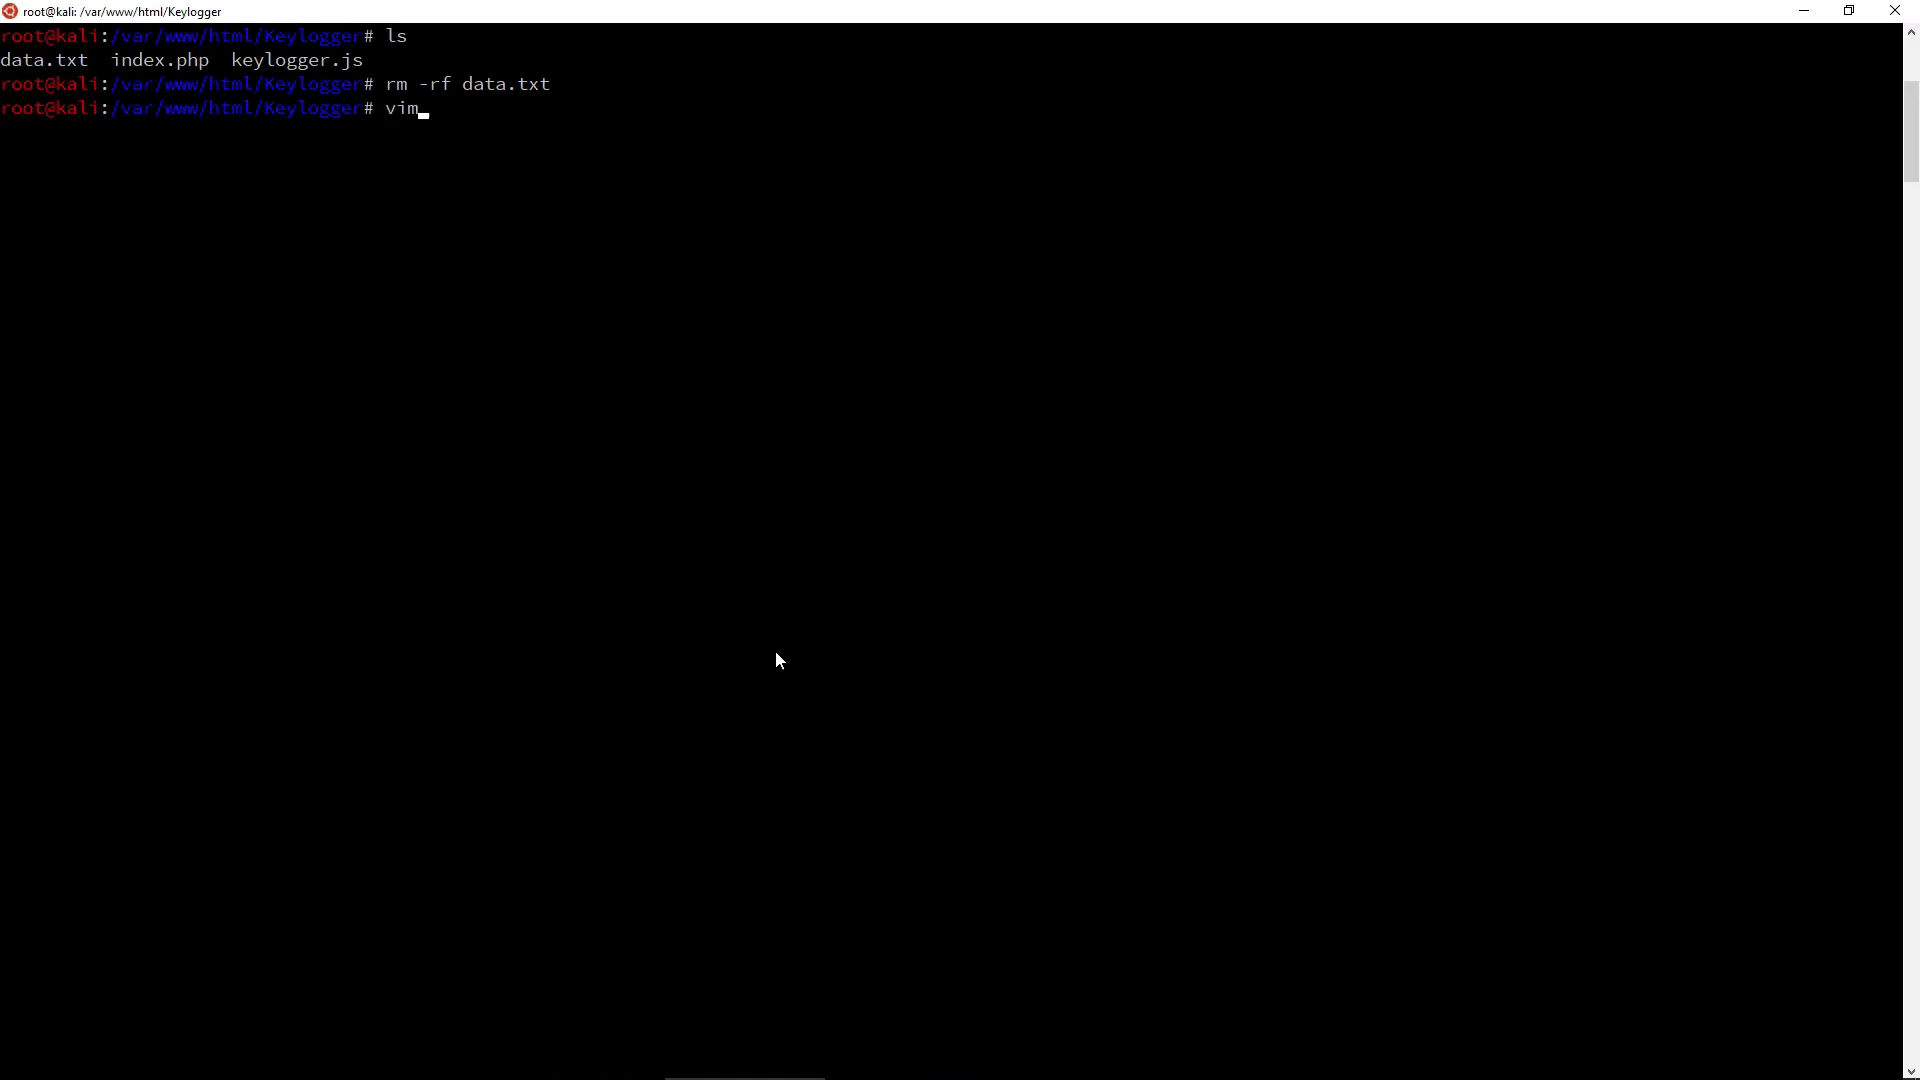 root@kali: /var/www/html/Keylogger
root@kali:/var/www/html/Keylogger# ls
data.txt  index.php  keylogger.js
root@kali:/var/www/html/Keylogger# rm -rf data.txt
root@kali:/var/www/html/Keylogger# vim